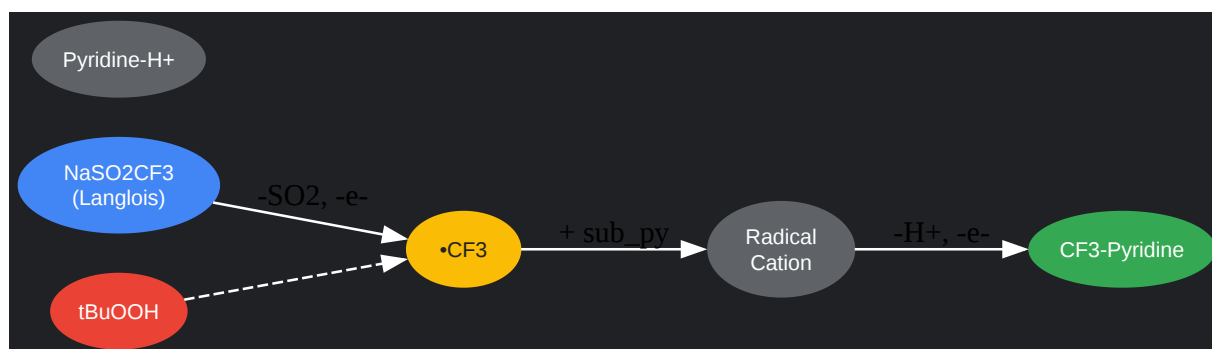 Pyridine-H+
NaSO2CF3
(Langlois)
-SO2, -e-
tBuOOH
•CF3
+ sub_py
Radical
Cation
-H+, -e-
CF3-Pyridine